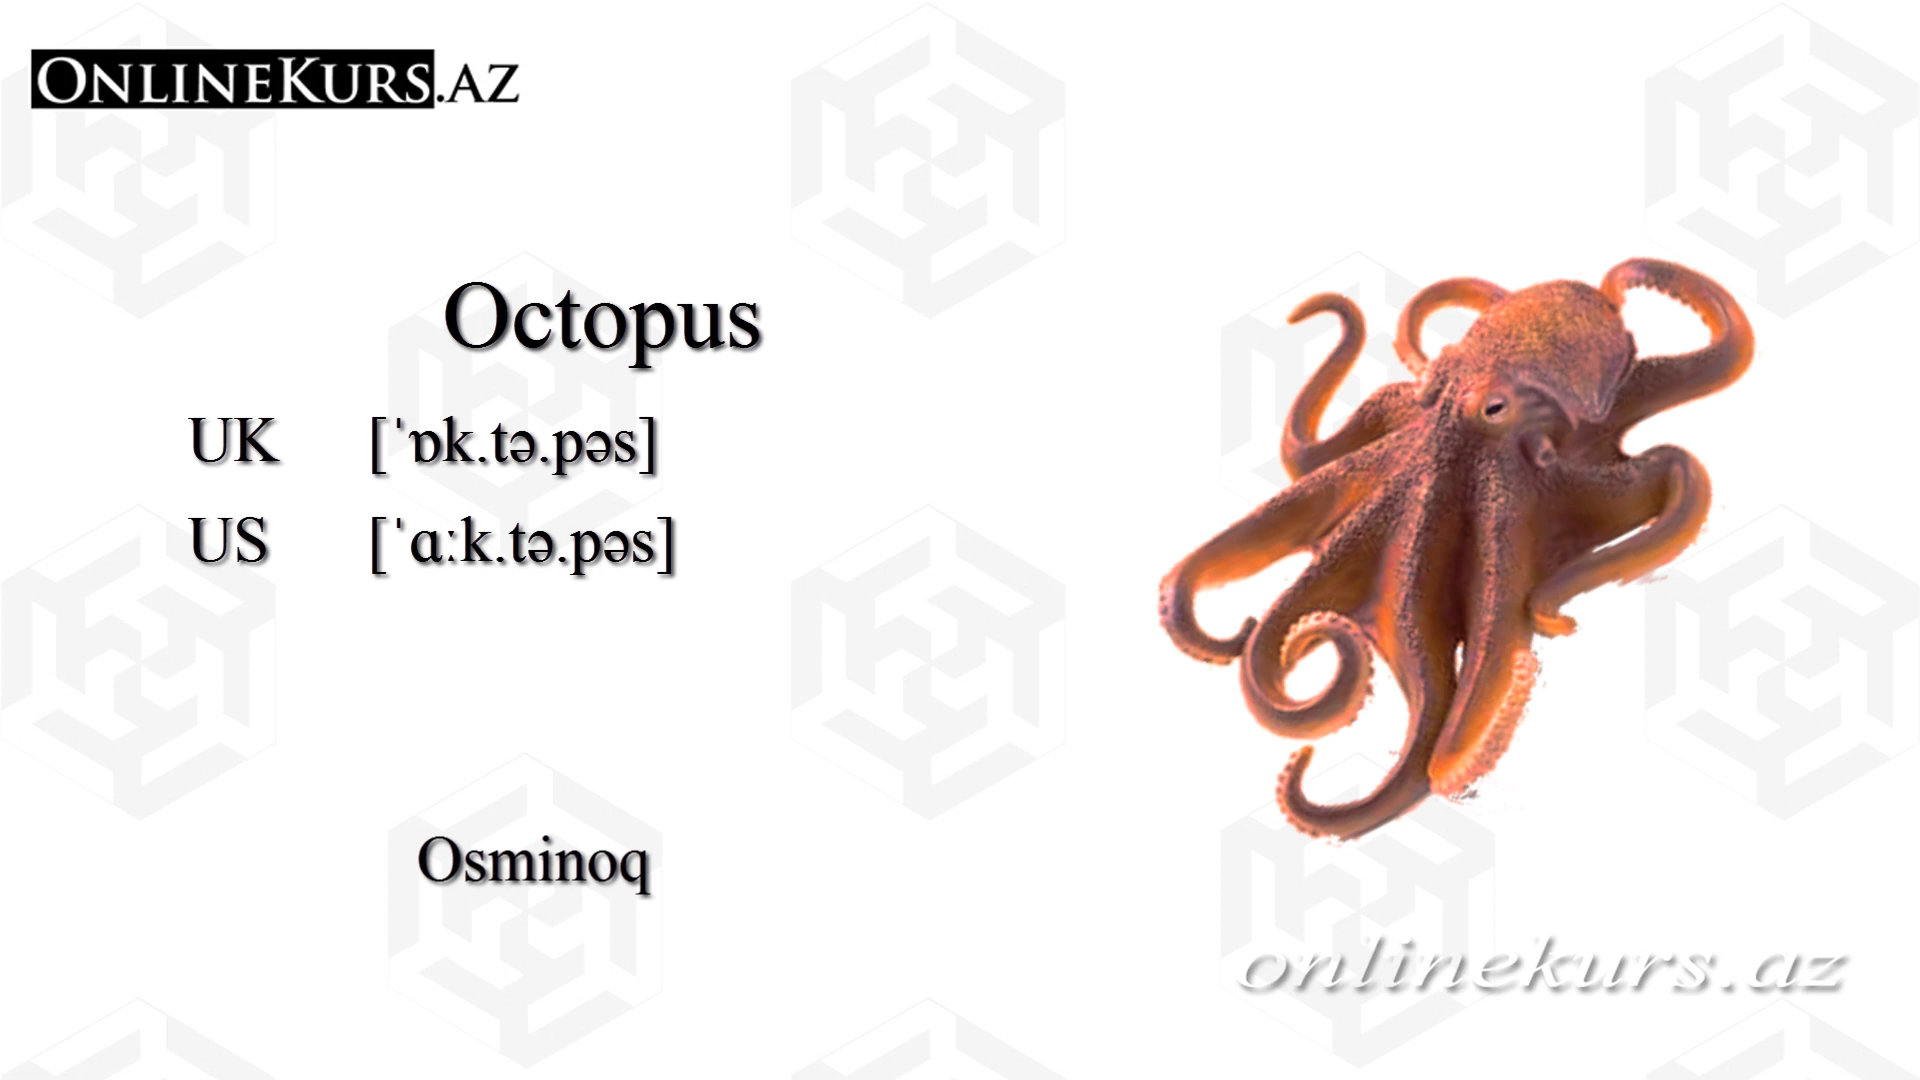 ONLINEKURS.AZ
Octopus
UK [ˈɒk.tə.pəs]
US [ˈɑːk.tə.pəs]
Osminoq
onlinekurs.az